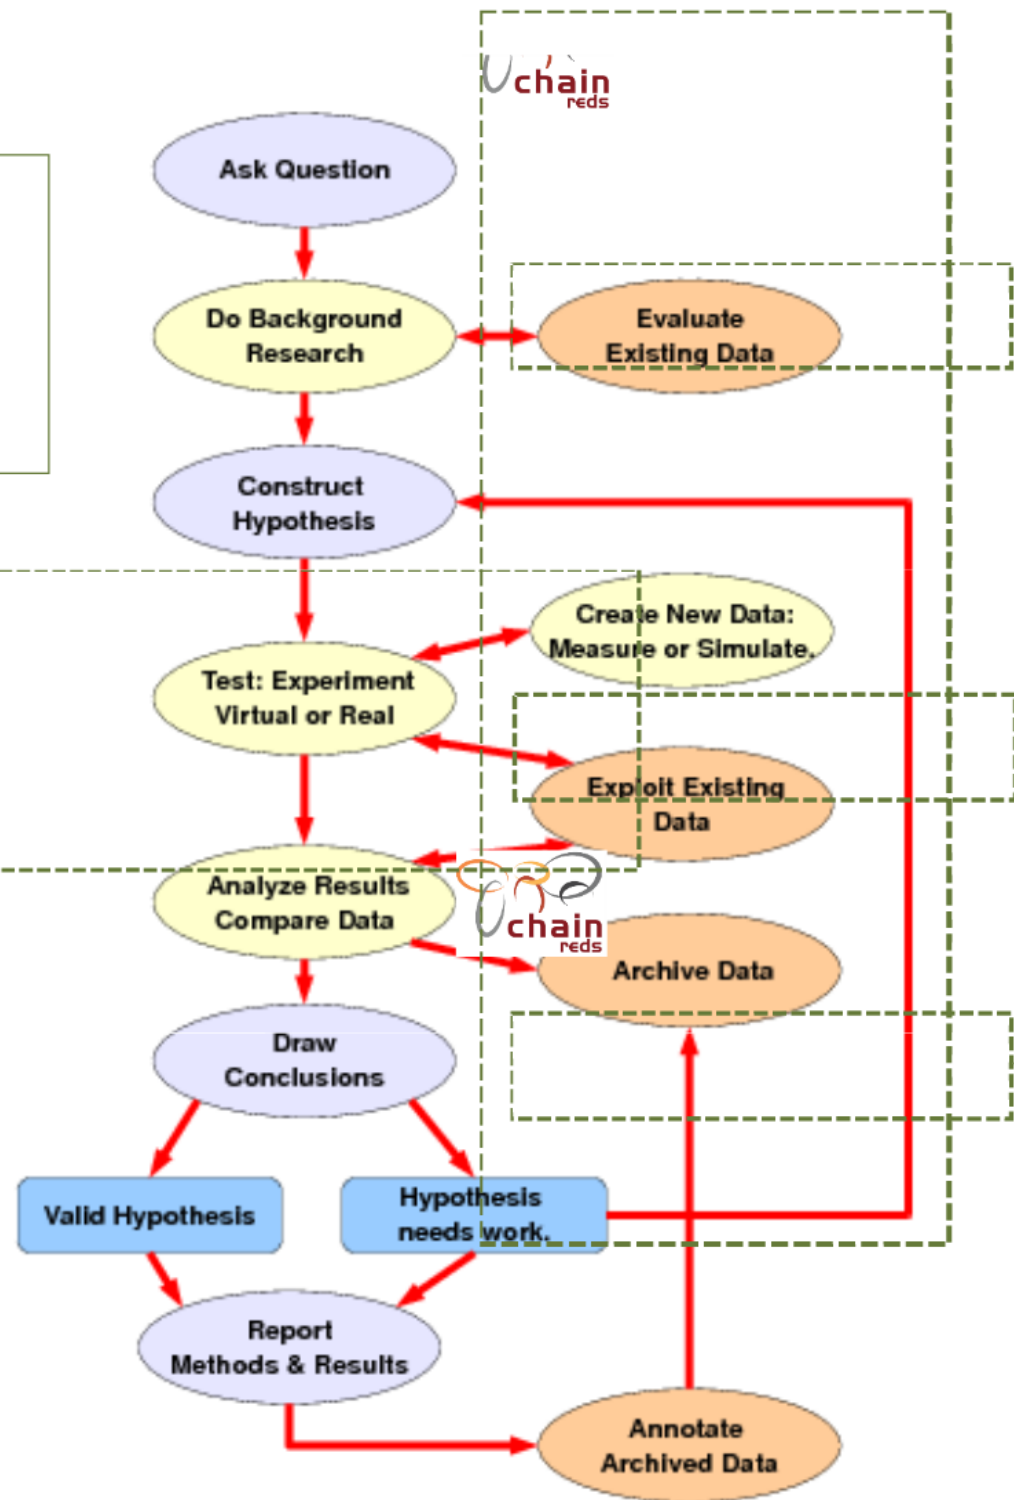 chain
reds
Ask Question
Do Background
Research
Evaluate
Existing Data
Construct
Hypothesis
Create New Data:
Measure or Simulate.
Test: Experiment
Virtual or Real
Exploit Existing
Data
Analyze Results
Compare Data
chain
reds
Archive Data
Draw
Conclusions
Valid Hypothesis
Hypothesis
needs work.
Report
Methods & Results
Annotate
Archived Data